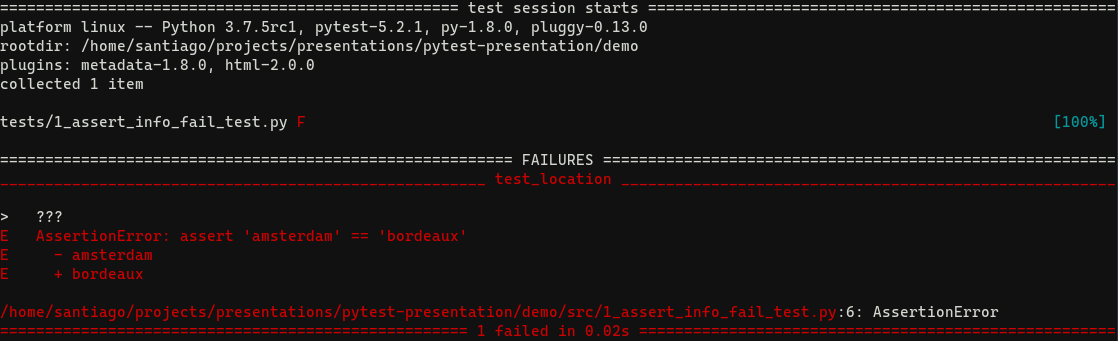 =================================================== test session starts ====================================================
platform linux -- Python 3.7.5rc1, pytest-5.2.1, py-1.8.0, pluggy-0.13.0
rootdir: /home/santiago/projects/presentations/pytest-presentation/demo
plugins: metadata-1.8.0, html-2.0.0
collected 1 item
tests/1_assert_info_fail_test.py F [100%]
========================================================= FAILURES =========================================================
______________________________________________________ test_location _______________________________________________________
> ???
E AssertionError: assert 'amsterdam' == 'bordeaux'
E - amsterdam
E + bordeaux
/home/santiago/projects/presentations/pytest-presentation/demo/src/1_assert_info_fail_test.py:6: AssertionError
==================================================== 1 failed in 0.02s =====================================================